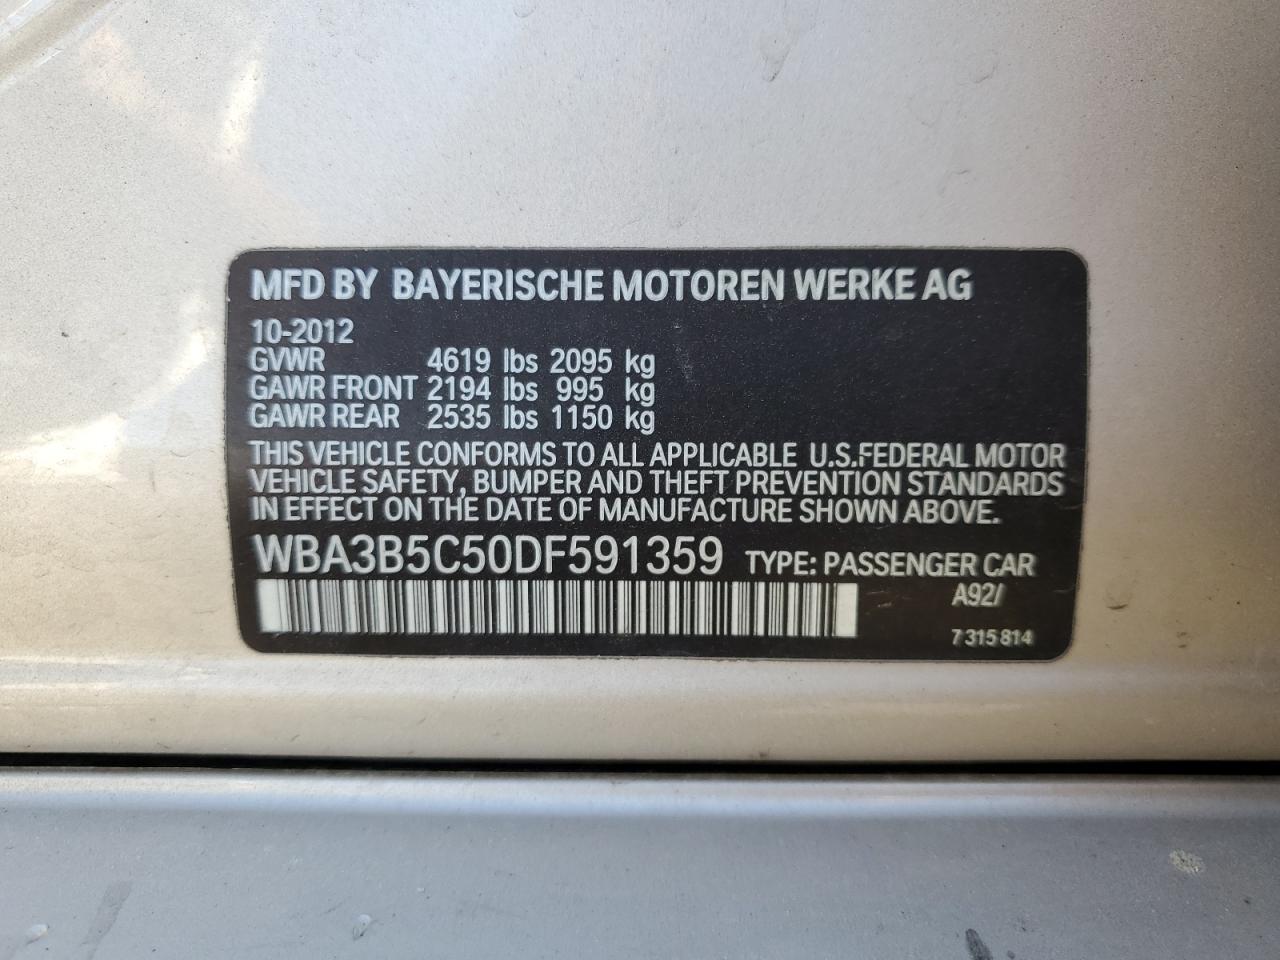 MFD BY BAYERISCHE MOTOREN WERKE AG
10-2012
GVWR 4619 lbs 2095 kg
GAWR FRONT 2194 lbs 995 kg
GAWR REAR 2535 lbs 1150 kg
THIS VEHICLE CONFORMS TO ALL APPLICABLE U.S.FEDERAL MOTOR
VEHICLE SAFETY, BUMPER AND THEFT PREVENTION STANDARDS
IN EFFECT ON THE DATE OF MANUFACTURE SHOWN ABOVE.
WBA3B5C50DF591359 TYPE: PASSENGER CAR
A92/
7 315 814